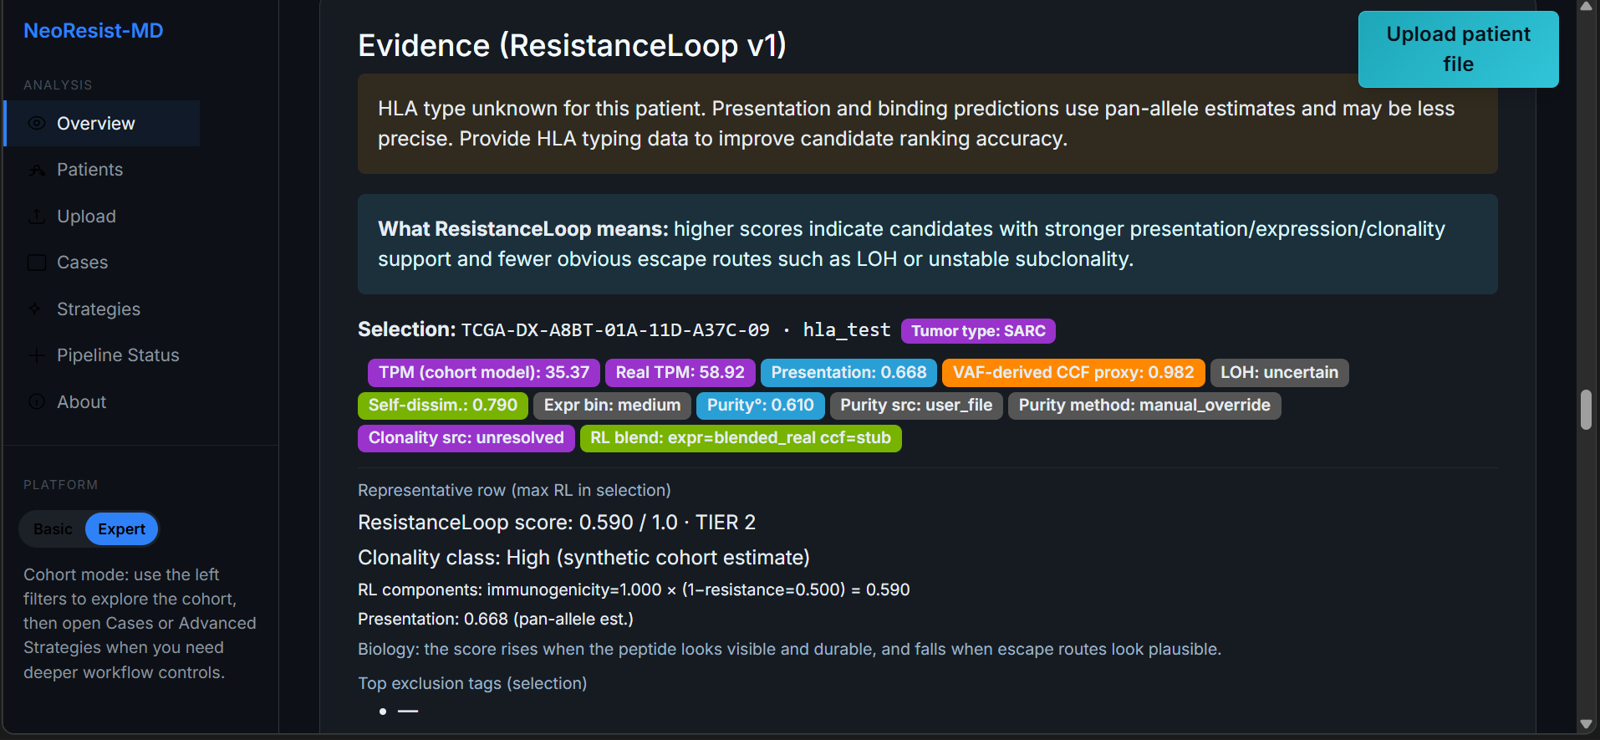 NeoResist-MD
ANALYSIS
Overview
Patients
Upload
Cases
Strategies
Pipeline Status
About
PLATFORM
Basic
Expert
Cohort mode: use the left
filters to explore the cohort,
then open Cases or Advanced
Strategies when you need
deeper workflow controls.
Upload patient
file
Evidence (ResistanceLoop v1)
HLA type unknown for this patient. Presentation and binding predictions use pan-allele estimates and may be less
precise. Provide HLA typing data to improve candidate ranking accuracy.
What ResistanceLoop means: higher scores indicate candidates with stronger presentation/expression/clonality
support and fewer obvious escape routes such as LOH or unstable subclonality.
Selection: TCGA-DX-A8BT-01A-11D-A37C-09 · hla_test Tumor type: SARC
TPM (cohort model): 35.37 Real TPM: 58.92 Presentation: 0.668 VAF-derived CCF proxy: 0.982 LOH: uncertain
Self-dissim.: 0.790 Expr bin: medium Purity°: 0.610 Purity src: user_file Purity method: manual_override
Clonality src: unresolved RL blend: expr=blended_real ccf=stub
Representative row (max RL in selection)
ResistanceLoop score: 0.590 / 1.0 · TIER 2
Clonality class: High (synthetic cohort estimate)
RL components: immunogenicity=1.000 × (1−resistance=0.500) = 0.590
Presentation: 0.668 (pan-allele est.)
Biology: the score rises when the peptide looks visible and durable, and falls when escape routes look plausible.
Top exclusion tags (selection)
• —